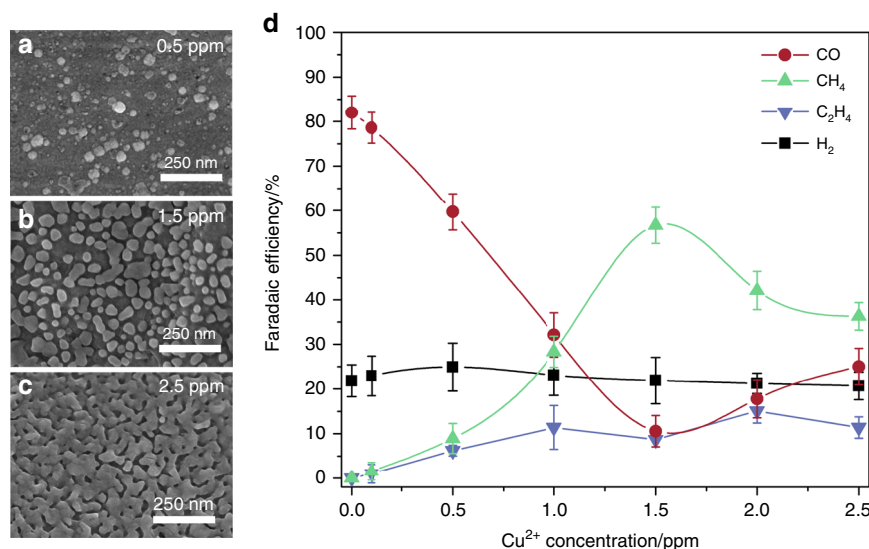 a
0.5 ppm
250 nm
b
1.5 ppm
250 nm
c
2.5 ppm
250 nm
d
100
90
80
70
60
50
40
30
20
10
0
Faradaic efficiency/%
0.0 0.5 1.0 1.5 2.0 2.5
Cu²⁺ concentration/ppm
CO
CH₄
C₂H₄
H₂